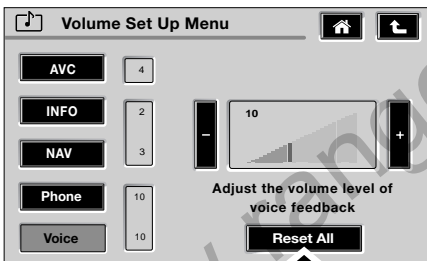 Volume Set Up Menu
AVC 4
INFO 2
NAV 3
Phone 10
Voice 10
10
- +
Adjust the volume level of
voice feedback
Reset All